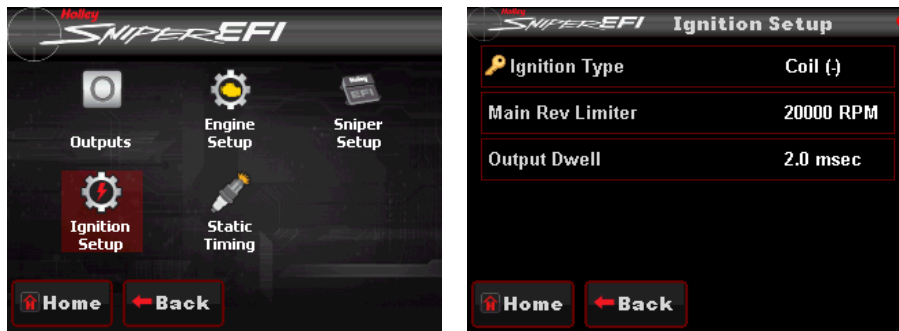 Holley
SNIPER EFI
Outputs
Engine
Setup
Holley
EFI
Sniper
Setup
Ignition
Setup
Static
Timing
Home
Back
Holley
SNIPER EFI
Ignition Setup
Ignition Type Coil (-)
Main Rev Limiter 20000 RPM
Output Dwell 2.0 msec
Home
Back